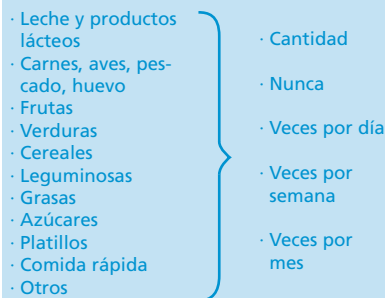 · Leche y productos
lácteos
· Carnes, aves, pes-
cado, huevo
· Frutas
· Verduras
· Cereales
· Leguminosas
· Grasas
· Azúcares
· Platillos
· Comida rápida
· Otros
· Cantidad
· Nunca
· Veces por día
· Veces por
semana
· Veces por
mes